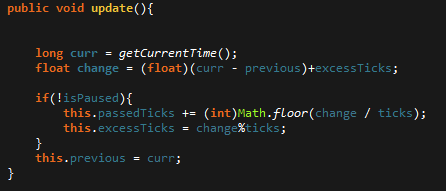 public void update(){
long curr = getCurrentTime();
float change = (float)(curr - previous)+excessTicks;
if(!isPaused){
this.passedTicks += (int)Math.floor(change / ticks);
this.excessTicks = change%ticks;
}
this.previous = curr;
}